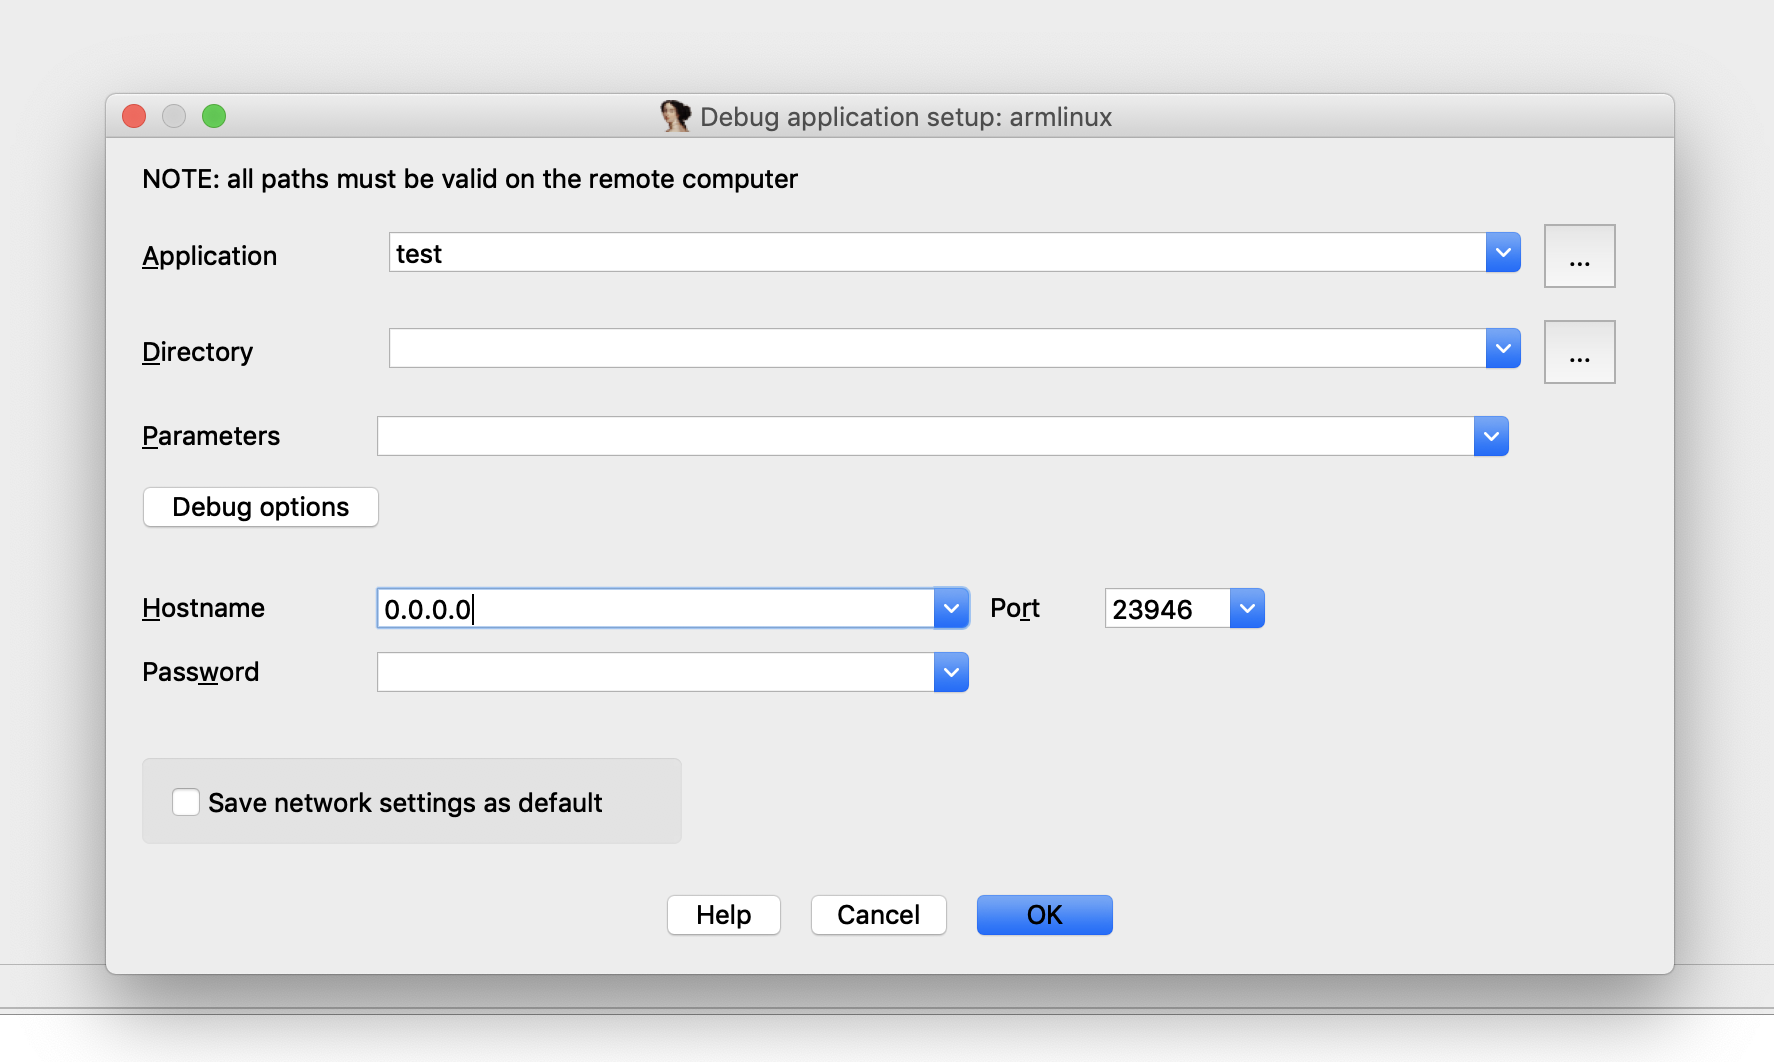 Debug application setup: armlinux
NOTE: all paths must be valid on the remote computer
Application test ...
Directory ...
Parameters
Debug options
Hostname 0.0.0.0 Port 23946
Password
Save network settings as default
Help Cancel OK